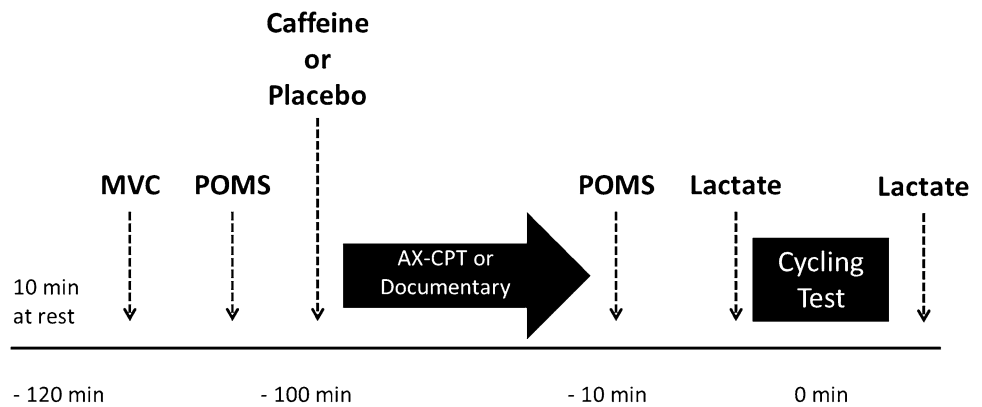 Caffeine
or
Placebo
MVC
POMS
POMS
Lactate
Lactate
AX-CPT or
Documentary
Cycling
Test
10 min
at rest
- 120 min
- 100 min
- 10 min
0 min